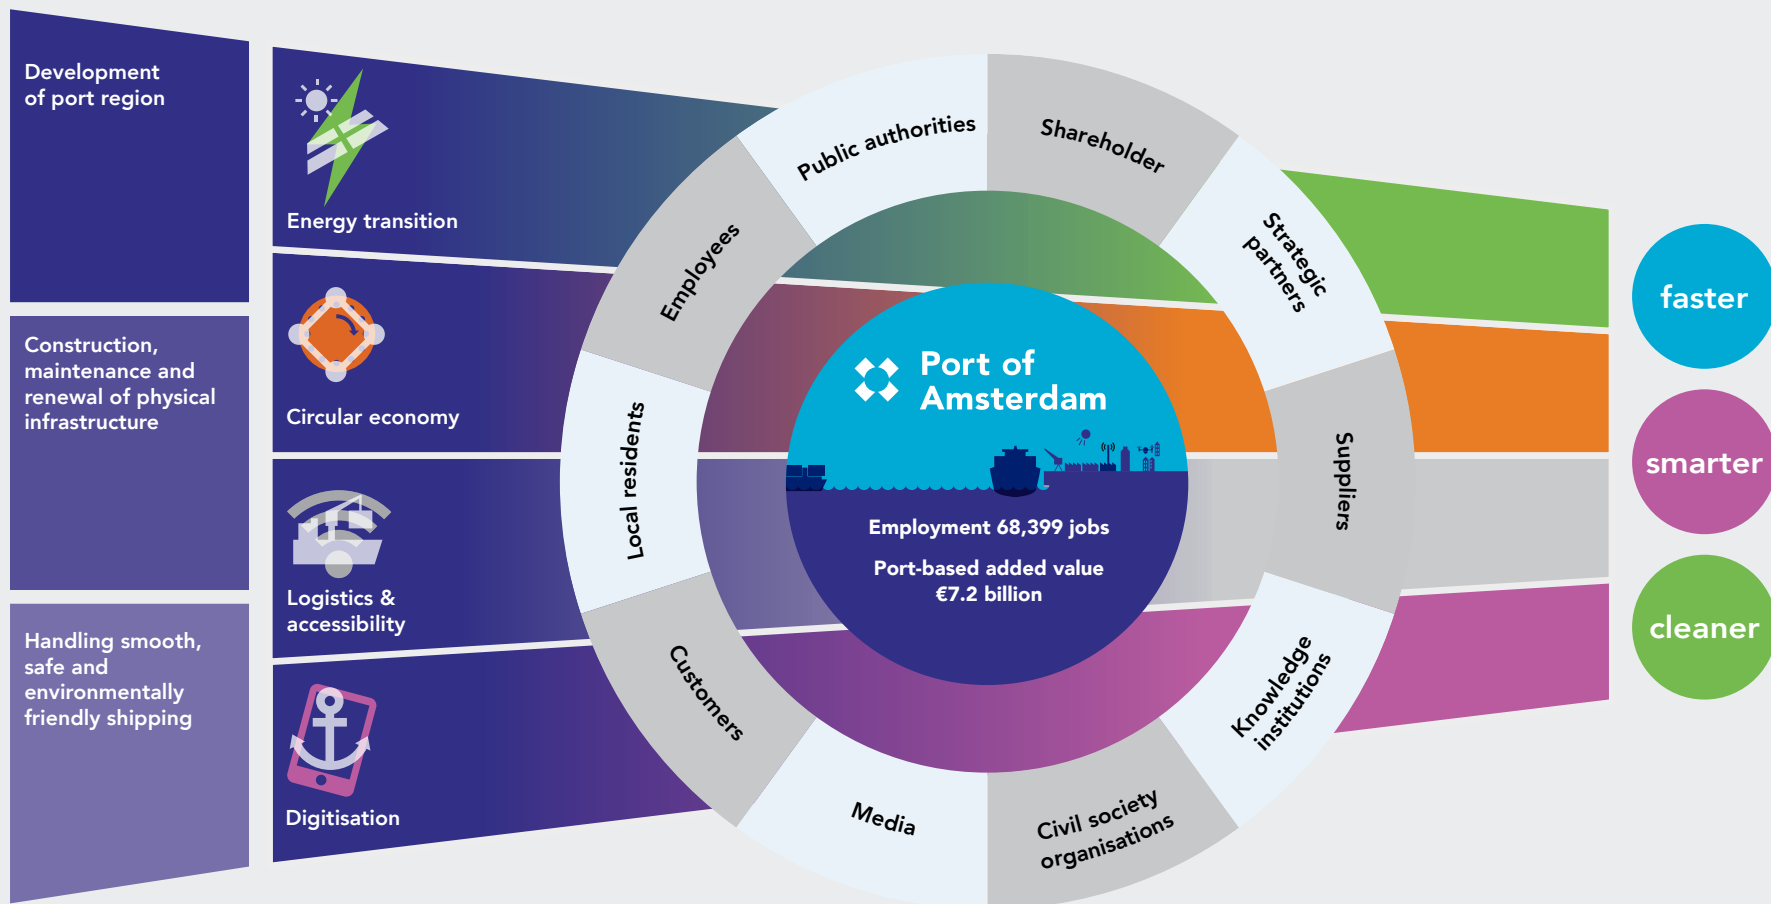 Development
of port region
Construction,
maintenance and
renewal of physical
infrastructure
Handling smooth,
safe and
environmentally
friendly shipping
Energy transition
Circular economy
Logistics &
accessibility
Digitisation
Public authorities
Shareholder
Strategic
partners
Suppliers
Knowledge
institutions
Civil society
organisations
Media
Customers
Local residents
Employees
Port of
Amsterdam
Employment 68,399 jobs
Port-based added value
€7.2 billion
faster
smarter
cleaner